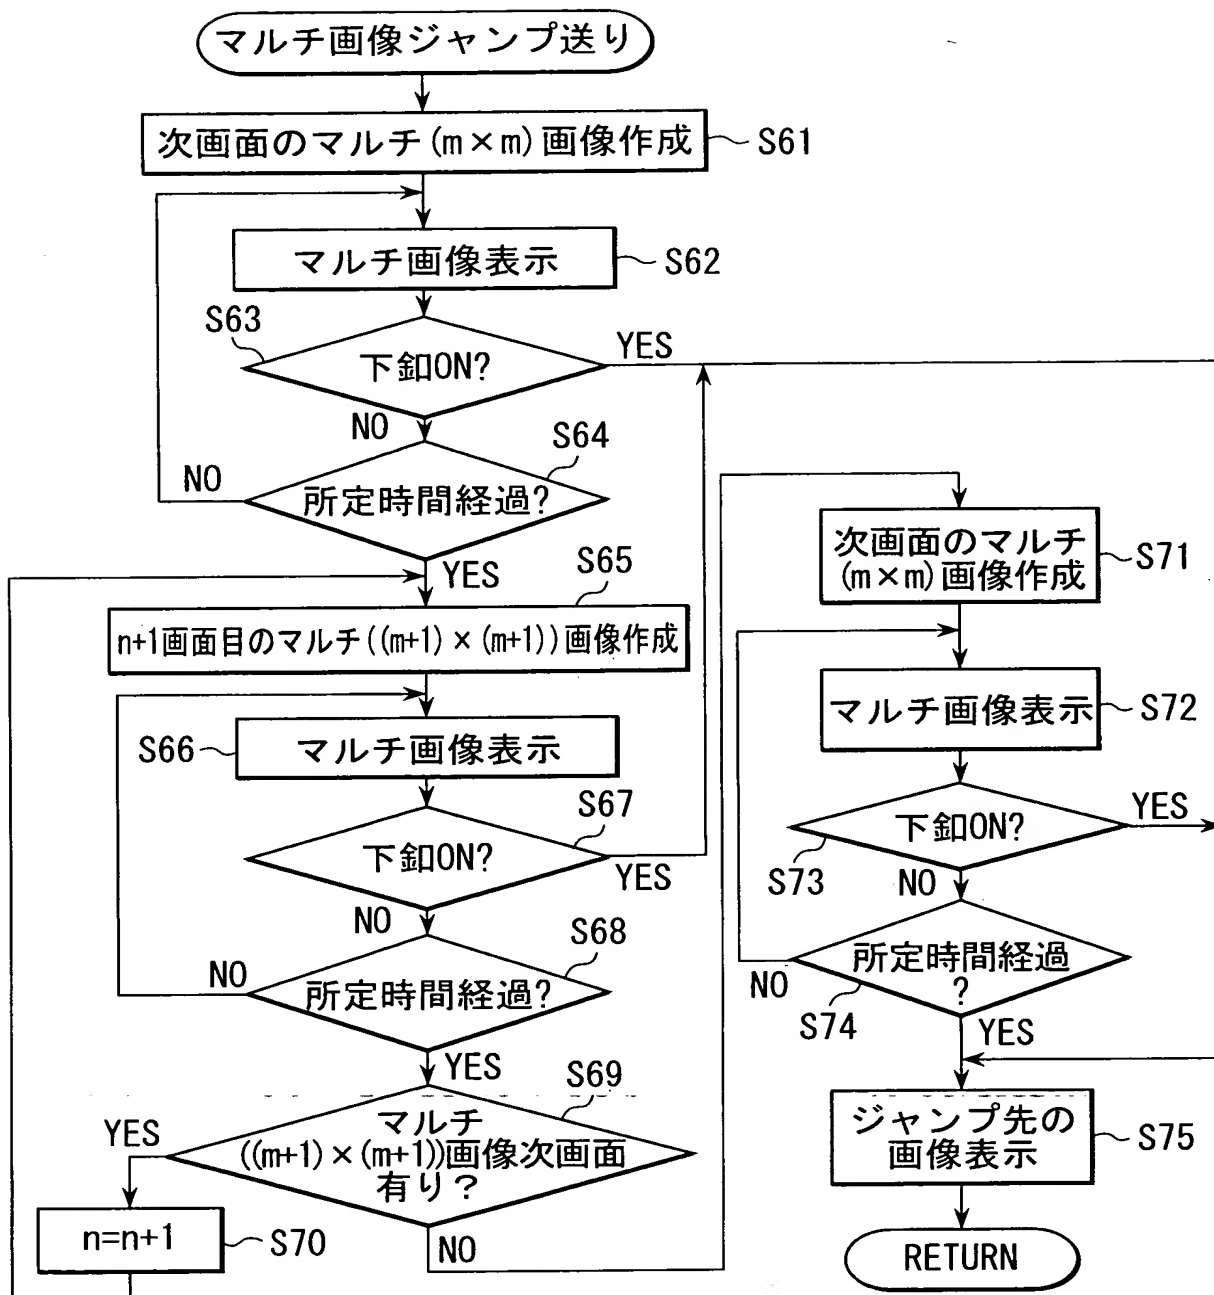 マルチ画像ジャンプ送り
次画面のマルチ(m×m)画像作成
S61
マルチ画像表示
S62
S63
下釦ON?
YES
NO
S64
所定時間経過?
NO
YES
S65
n+1画面目のマルチ((m+1)×(m+1))画像作成
S66
マルチ画像表示
S67
下釦ON?
YES
NO
S68
所定時間経過?
NO
YES
S69
マルチ
((m+1)×(m+1))画像次画面
有り?
YES
NO
n=n+1
S70
次画面のマルチ
(m×m)画像作成
S71
マルチ画像表示
S72
下釦ON?
YES
S73
NO
所定時間経過
?
NO
S74
YES
ジャンプ先の
画像表示
S75
RETURN